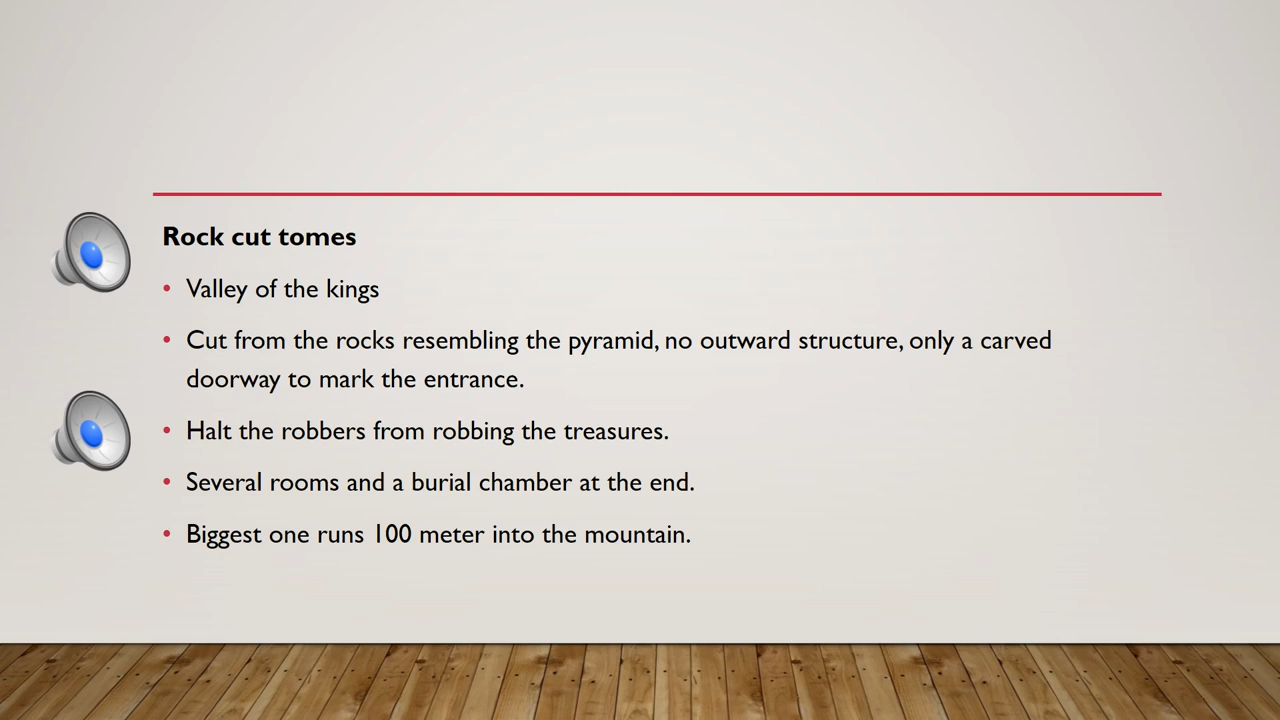 Rock cut tomes
• Valley of the kings
• Cut from the rocks resembling the pyramid, no outward structure, only a carved
doorway to mark the entrance.
• Halt the robbers from robbing the treasures.
• Several rooms and a burial chamber at the end.
• Biggest one runs 100 meter into the mountain.